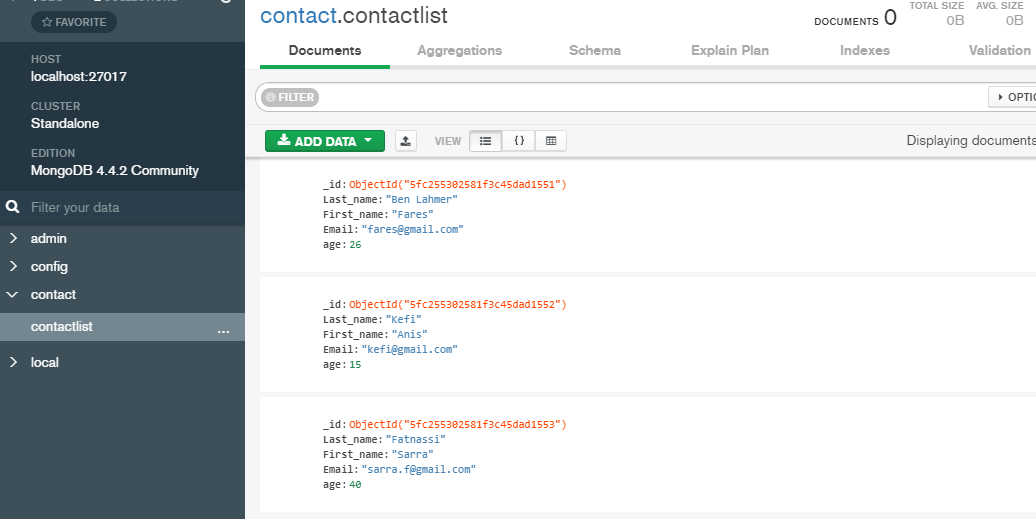 FAVORITE
HOST
localhost:27017
CLUSTER
Standalone
EDITION
MongoDB 4.4.2 Community
Filter your data
admin
config
contact
contactlist
...
local
contact.contactlist
DOCUMENTS 0
TOTAL SIZE
0B
AVG. SIZE
0B
Documents Aggregations Schema Explain Plan Indexes Validation
FILTER
ADD DATA
VIEW
{}
Displaying documents
_id: ObjectId("5fc255302581f3c45dad1551")
Last_name: "Ben Lahmer"
First_name: "Fares"
Email: "fares@gmail.com"
age: 26
_id: ObjectId("5fc255302581f3c45dad1552")
Last_name: "Kefi"
First_name: "Anis"
Email: "kefi@gmail.com"
age: 15
_id: ObjectId("5fc255302581f3c45dad1553")
Last_name: "Fatnassi"
First_name: "Sarra"
Email: "sarra.f@gmail.com"
age: 40